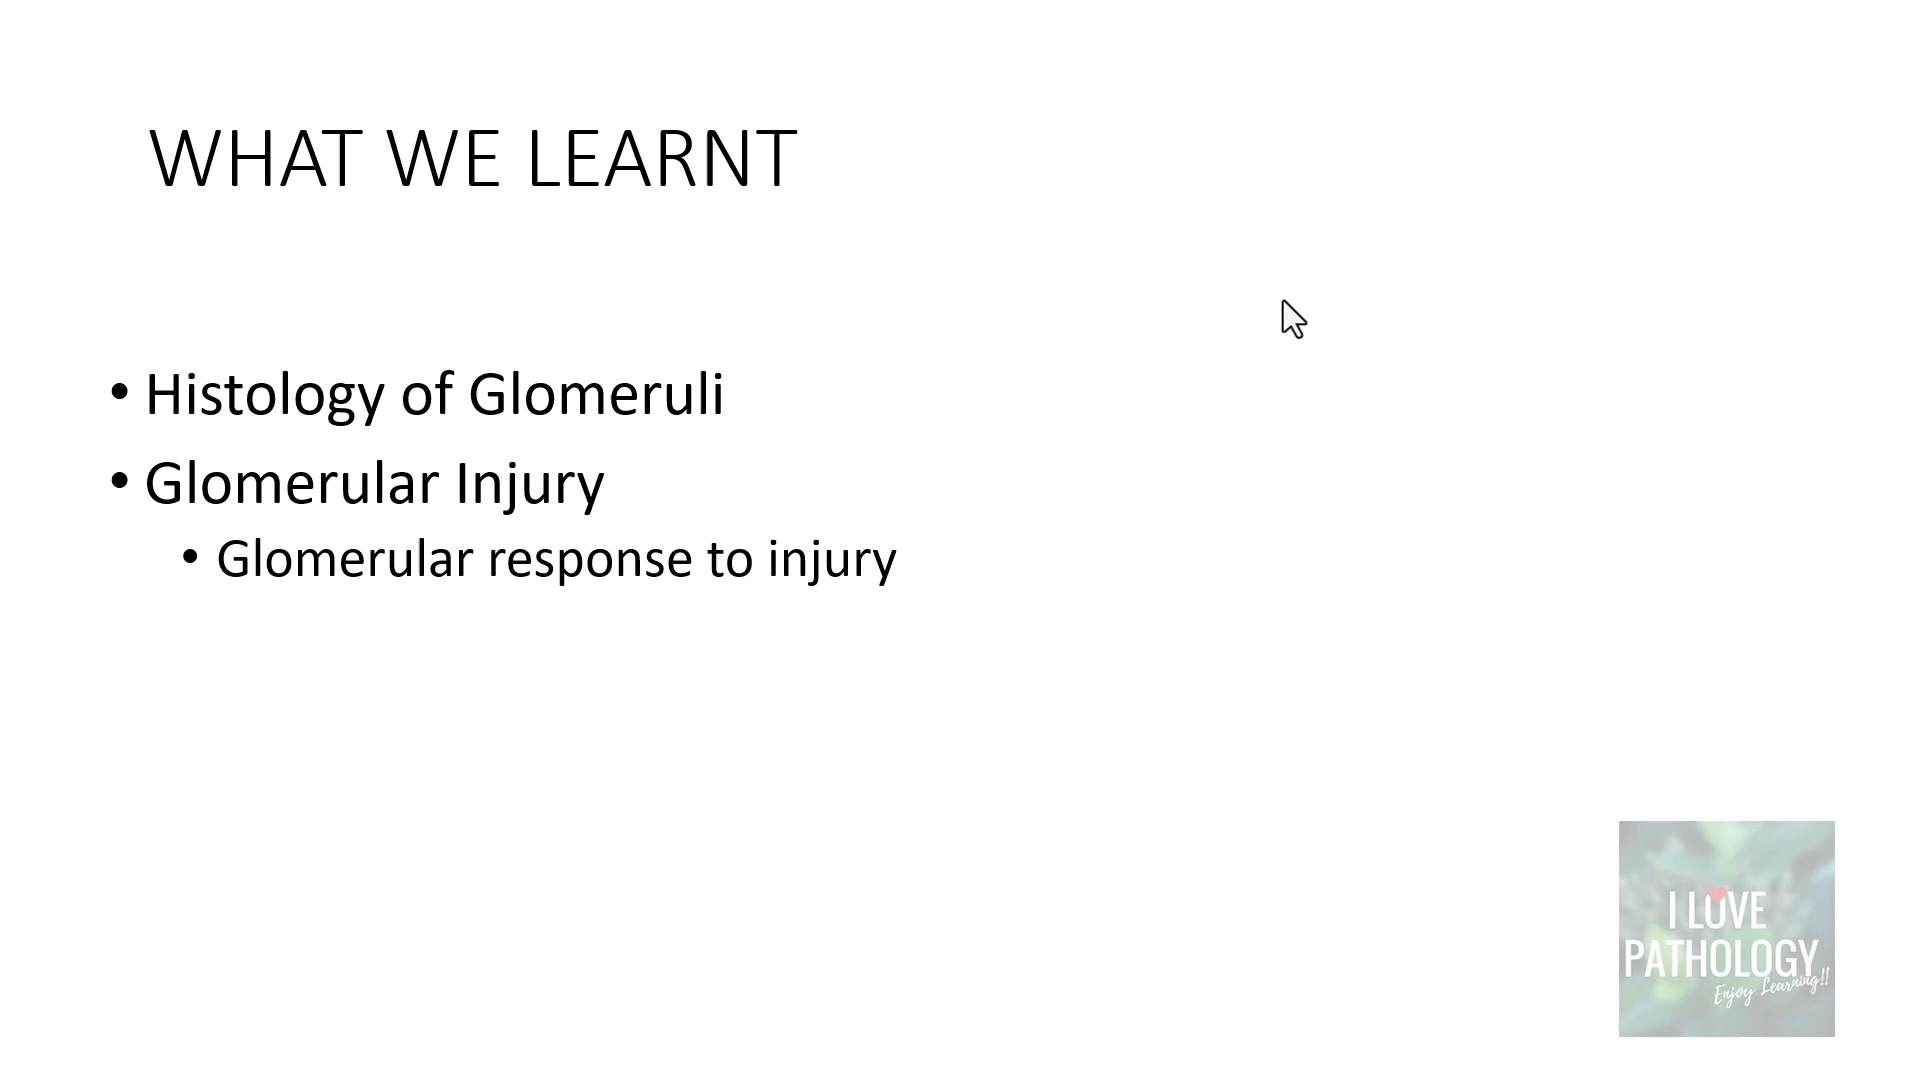 WHAT WE LEARNT
• Histology of Glomeruli
• Glomerular Injury
• Glomerular response to injury
I LOVE
PATHOLOGY
Enjoy Learning!!